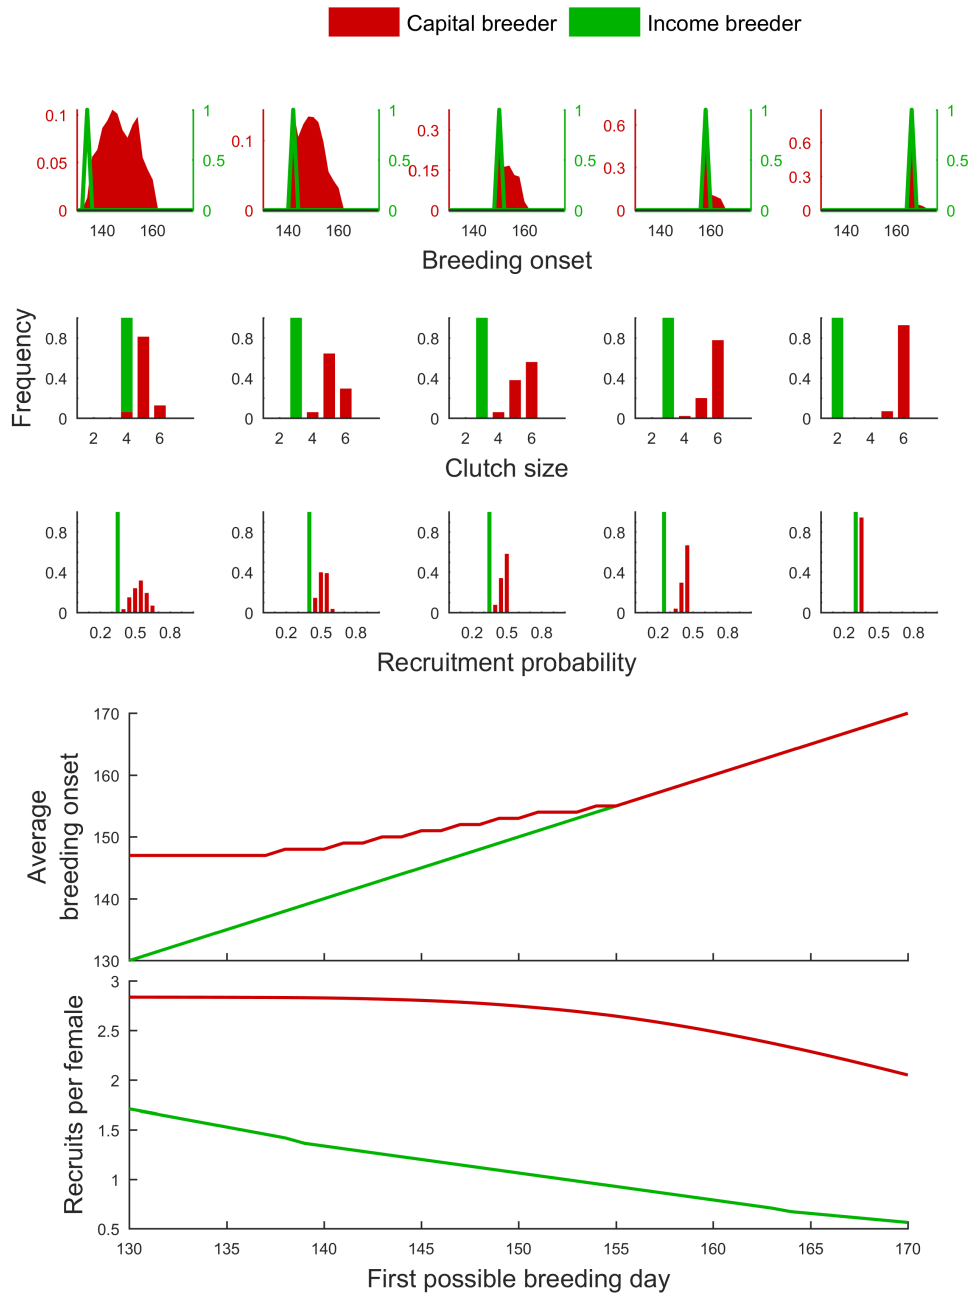 Capital breeder Income breeder
0.1 1 1 0.3 1 0.6 1 0.6 1
0.05 0.5 0.1 0.5 0.15 0.5 0.3 0.5 0.3 0.5
0 0 0 0 0 0 0 0 0 0
140 160 140 160 140 160 140 160 140 160
Breeding onset
Frequency
0.8 0.8 0.8 0.8 0.8
0.4 0.4 0.4 0.4 0.4
0 0 0 0 0
2 4 6 2 4 6 2 4 6 2 4 6 2 4 6
Clutch size
0.8 0.8 0.8 0.8 0.8
0.4 0.4 0.4 0.4 0.4
0 0 0 0 0
0.2 0.5 0.8 0.2 0.5 0.8 0.2 0.5 0.8 0.2 0.5 0.8 0.2 0.5 0.8
Recruitment probability
Average
breeding onset
170
160
150
140
130
Recruits per female
3
2.5
2
1.5
1
0.5
130 135 140 145 150 155 160 165 170
First possible breeding day